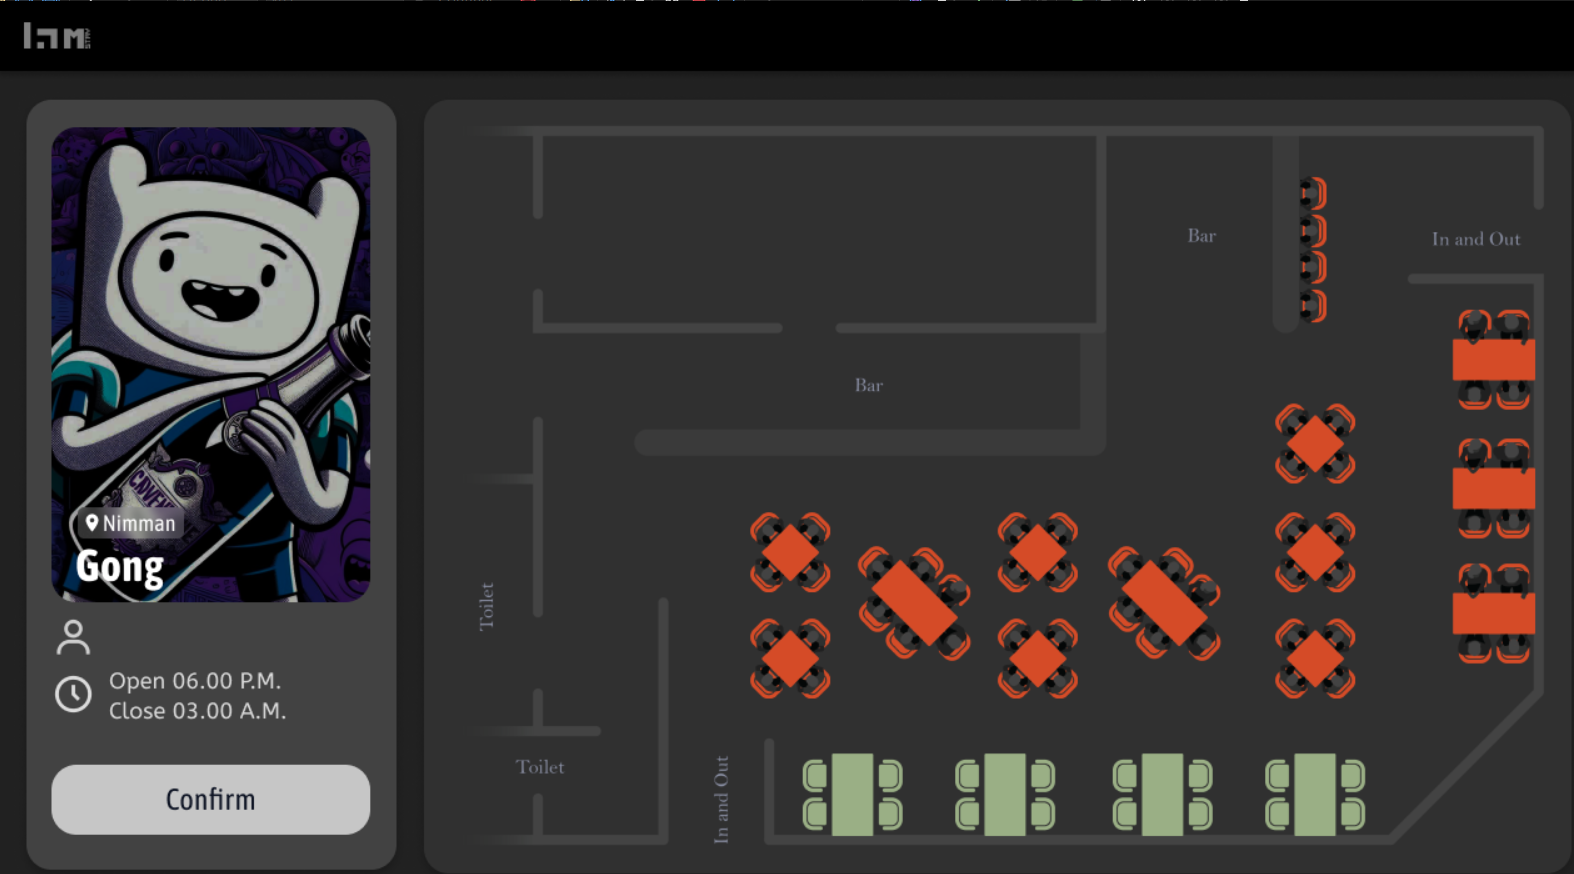 STAY
Nimman
Gong
Open 06.00 P.M.
Close 03.00 A.M.
Confirm
Bar
In and Out
Bar
Toilet
Toilet
In and Out